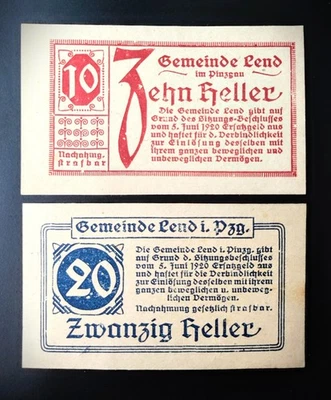 10
Nachahmg.
strafbar
Gemeinde Lend
im Pinzgau
Zehn Heller
Die Gemeinde Lend gibt auf
Grund des Sitzungs-Beschlusses
vom 5. Juni 1920 Ersatzgeld aus
und haftet für d. Verbindlichkeit
zur Einlösung desselben mit
ihrem ganzen beweglichen und
unbeweglichen Vermögen.
Gemeinde Lend i. Pzg.
20
Die Gemeinde Lend i. Pinzg. gibt
auf Grund d. Sitzungsbeschlusses
vom 5. Juni 1920 Ersatzgeld aus
und haftet für die Verbindlichkeit
zur Einlösung desselben mit ihrem
ganzen beweglichen u. unbeweg-
lichen Vermögen.
Nachahmung gesetzlich strafbar.
Zwanzig Heller